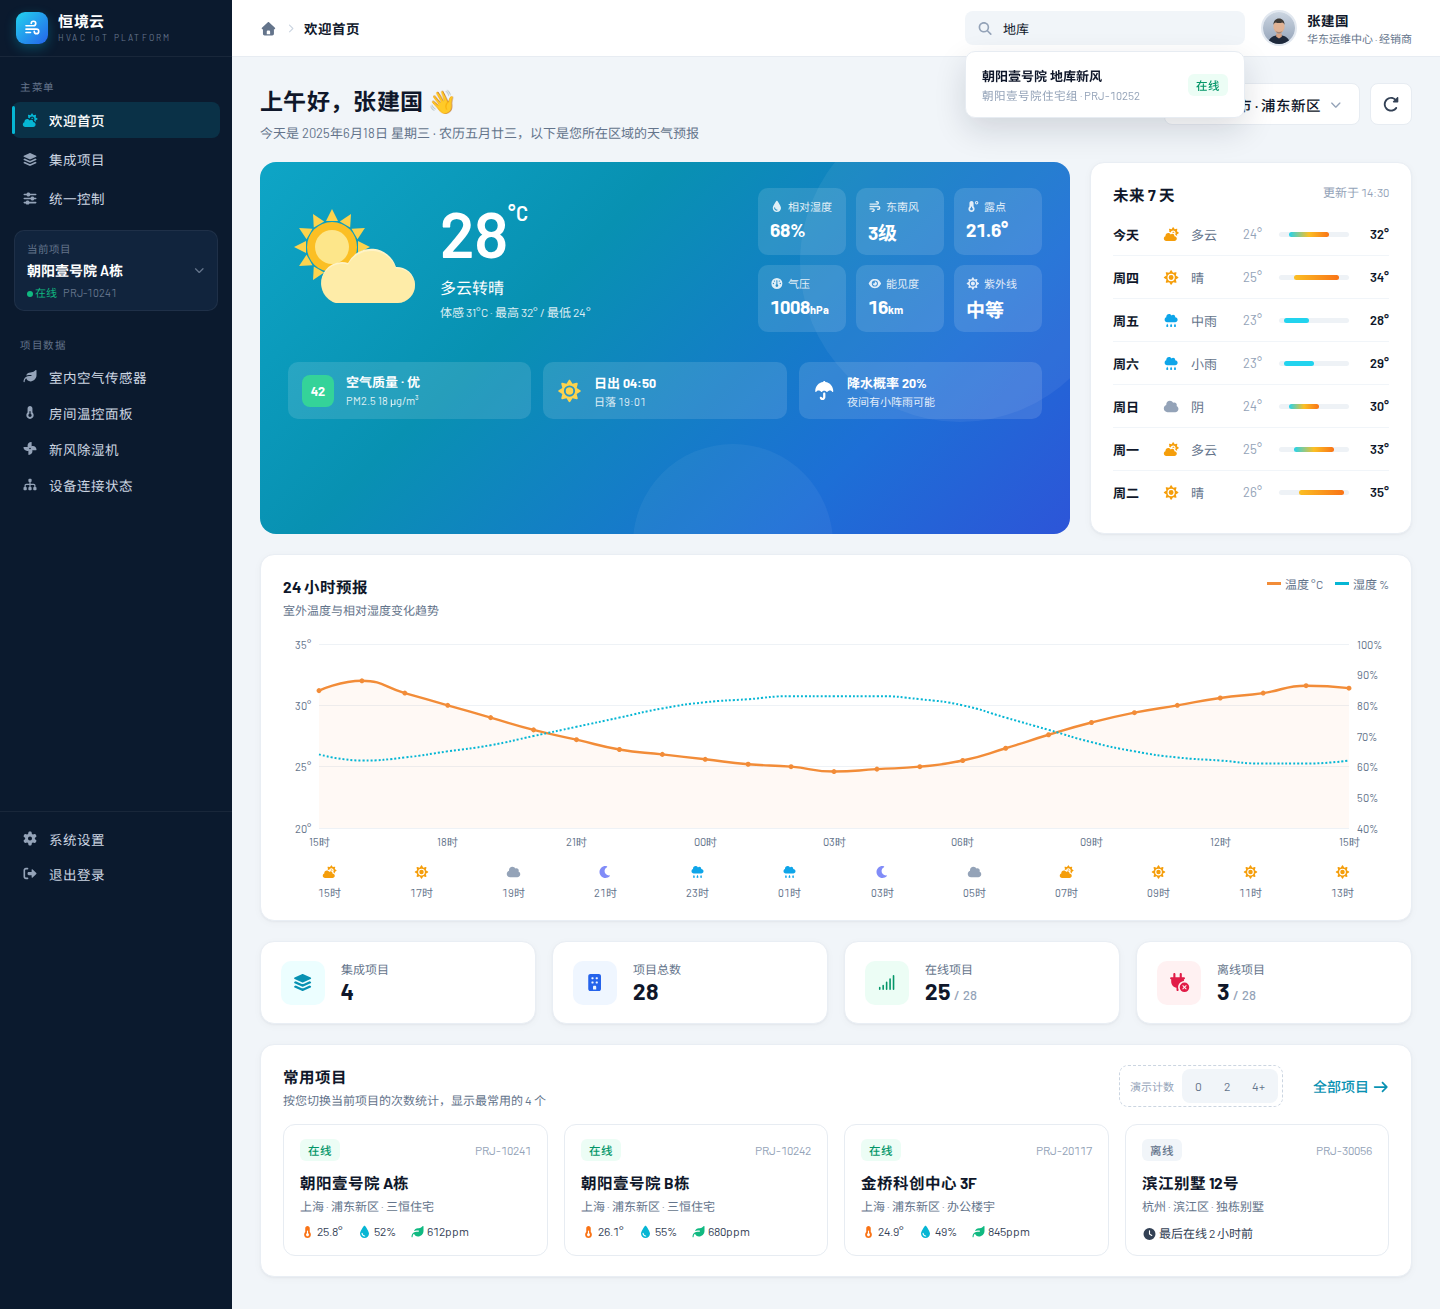 恒境云
HVAC IoT PLATFORM
主菜单
欢迎首页
集成项目
统一控制
当前项目
朝阳壹号院 A栋
在线 PRJ-10241
项目数据
室内空气传感器
房间温控面板
新风除湿机
设备连接状态
系统设置
退出登录
欢迎首页
地库
张建国
华东运维中心 · 经销商
朝阳壹号院 地库新风
朝阳壹号院住宅组 · PRJ-10252
在线
· 浦东新区
上午好，张建国 👋
今天是 2025年6月18日 星期三 · 农历五月廿三，以下是您所在区域的天气预报
28°C
多云转晴
体感 31°C · 最高 32° / 最低 24°
相对湿度
68%
东南风
3级
露点
21.6°
气压
1008hPa
能见度
16km
紫外线
中等
42
空气质量 · 优
PM2.5 18 μg/m³
日出 04:50
日落 19:01
降水概率 20%
夜间有小阵雨可能
未来 7 天
更新于 14:30
今天 多云 24° 32°
周四 晴 25° 34°
周五 中雨 23° 28°
周六 小雨 23° 29°
周日 阴 24° 30°
周一 多云 25° 33°
周二 晴 26° 35°
24 小时预报
室外温度与相对湿度变化趋势
温度 °C 湿度 %
35° 100%
90%
30° 80%
70%
25° 60%
50%
20° 40%
15时 18时 21时 00时 03时 06时 09时 12时 15时
15时 17时 19时 21时 23时 01时 03时 05时 07时 09时 11时 13时
集成项目
4
项目总数
28
在线项目
25 / 28
离线项目
3 / 28
常用项目
按您切换当前项目的次数统计，显示最常用的 4 个
演示计数 0 2 4+
全部项目
在线 PRJ-10241
朝阳壹号院 A栋
上海 · 浦东新区 · 三恒住宅
25.8° 52% 612ppm
在线 PRJ-10242
朝阳壹号院 B栋
上海 · 浦东新区 · 三恒住宅
26.1° 55% 680ppm
在线 PRJ-20117
金桥科创中心 3F
上海 · 浦东新区 · 办公楼宇
24.9° 49% 845ppm
离线 PRJ-30056
滨江别墅 12号
杭州 · 滨江区 · 独栋别墅
最后在线 2 小时前